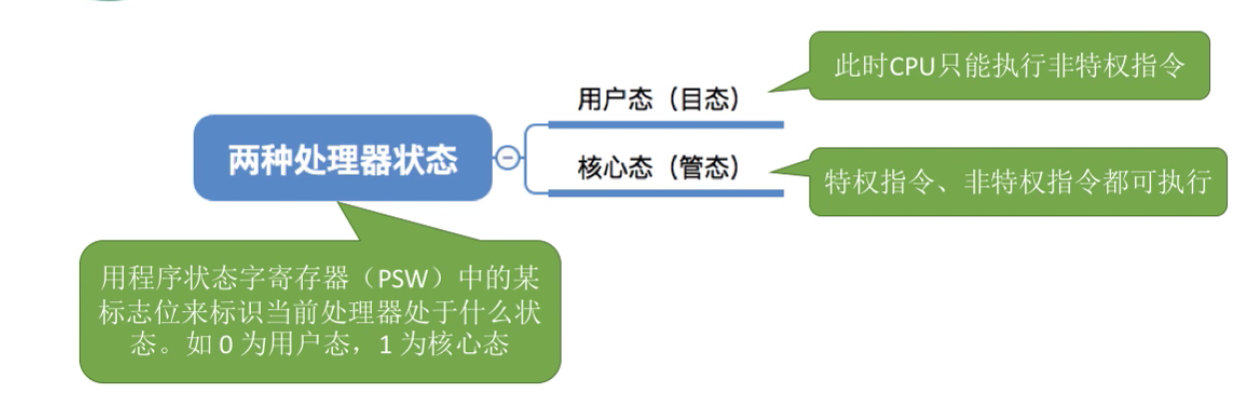 此时CPU只能执行非特权指令
用户态（目态）
两种处理器状态
核心态（管态）
特权指令、非特权指令都可执行
用程序状态字寄存器（PSW）中的某
标志位来标识当前处理器处于什么状
态。如 0 为用户态，1 为核心态